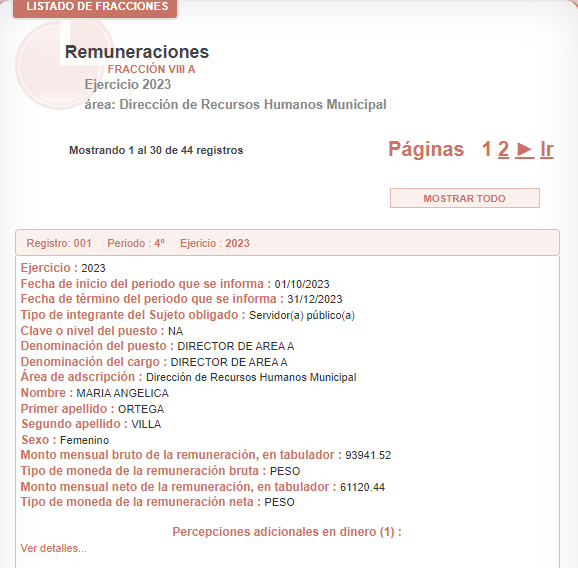 LISTADO DE FRACCIONES
Remuneraciones
FRACCIÓN VIII A
Ejercicio 2023
área: Dirección de Recursos Humanos Municipal
Mostrando 1 al 30 de 44 registros
Páginas 1 2 ► Ir
MOSTRAR TODO
Registro: 001 Periodo : 4º Ejericio : 2023
Ejercicio : 2023
Fecha de inicio del periodo que se informa : 01/10/2023
Fecha de término del periodo que se informa : 31/12/2023
Tipo de integrante del Sujeto obligado : Servidor(a) público(a)
Clave o nivel del puesto : NA
Denominación del puesto : DIRECTOR DE AREA A
Denominación del cargo : DIRECTOR DE AREA A
Área de adscripción : Dirección de Recursos Humanos Municipal
Nombre : MARIA ANGELICA
Primer apellido : ORTEGA
Segundo apellido : VILLA
Sexo : Femenino
Monto mensual bruto de la remuneración, en tabulador : 93941.52
Tipo de moneda de la remuneración bruta : PESO
Monto mensual neto de la remuneración, en tabulador : 61120.44
Tipo de moneda de la remuneración neta : PESO
Percepciones adicionales en dinero (1) :
Ver detalles...